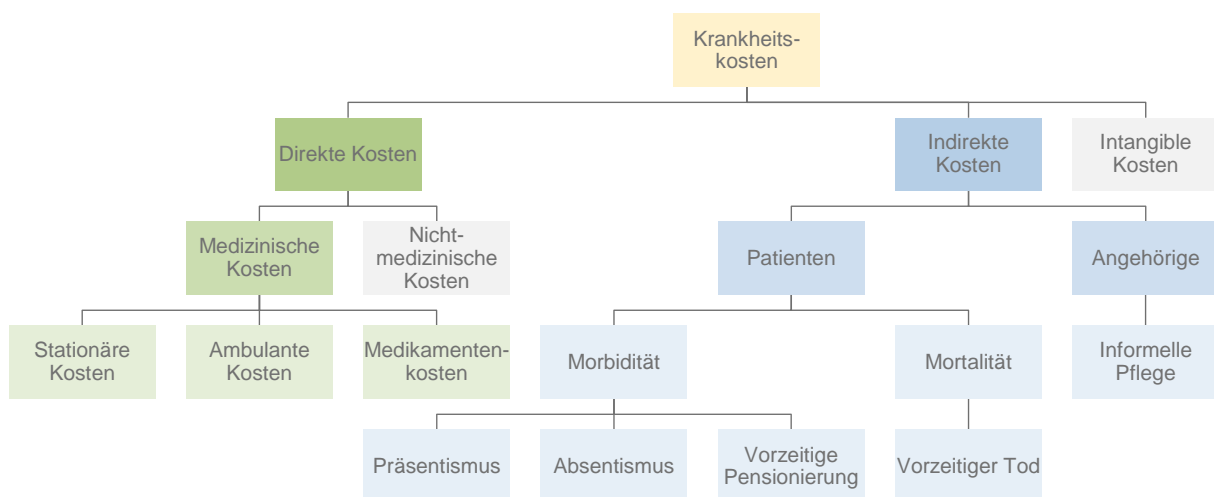 Krankheits-
kosten
Direkte Kosten
Indirekte
Kosten
Intangible
Kosten
Medizinische
Kosten
Nicht-
medizinische
Kosten
Patienten
Angehörige
Stationäre
Kosten
Ambulante
Kosten
Medikamenten-
kosten
Morbidität
Mortalität
Informelle
Pflege
Präsentismus
Absentismus
Vorzeitige
Pensionierung
Vorzeitiger Tod